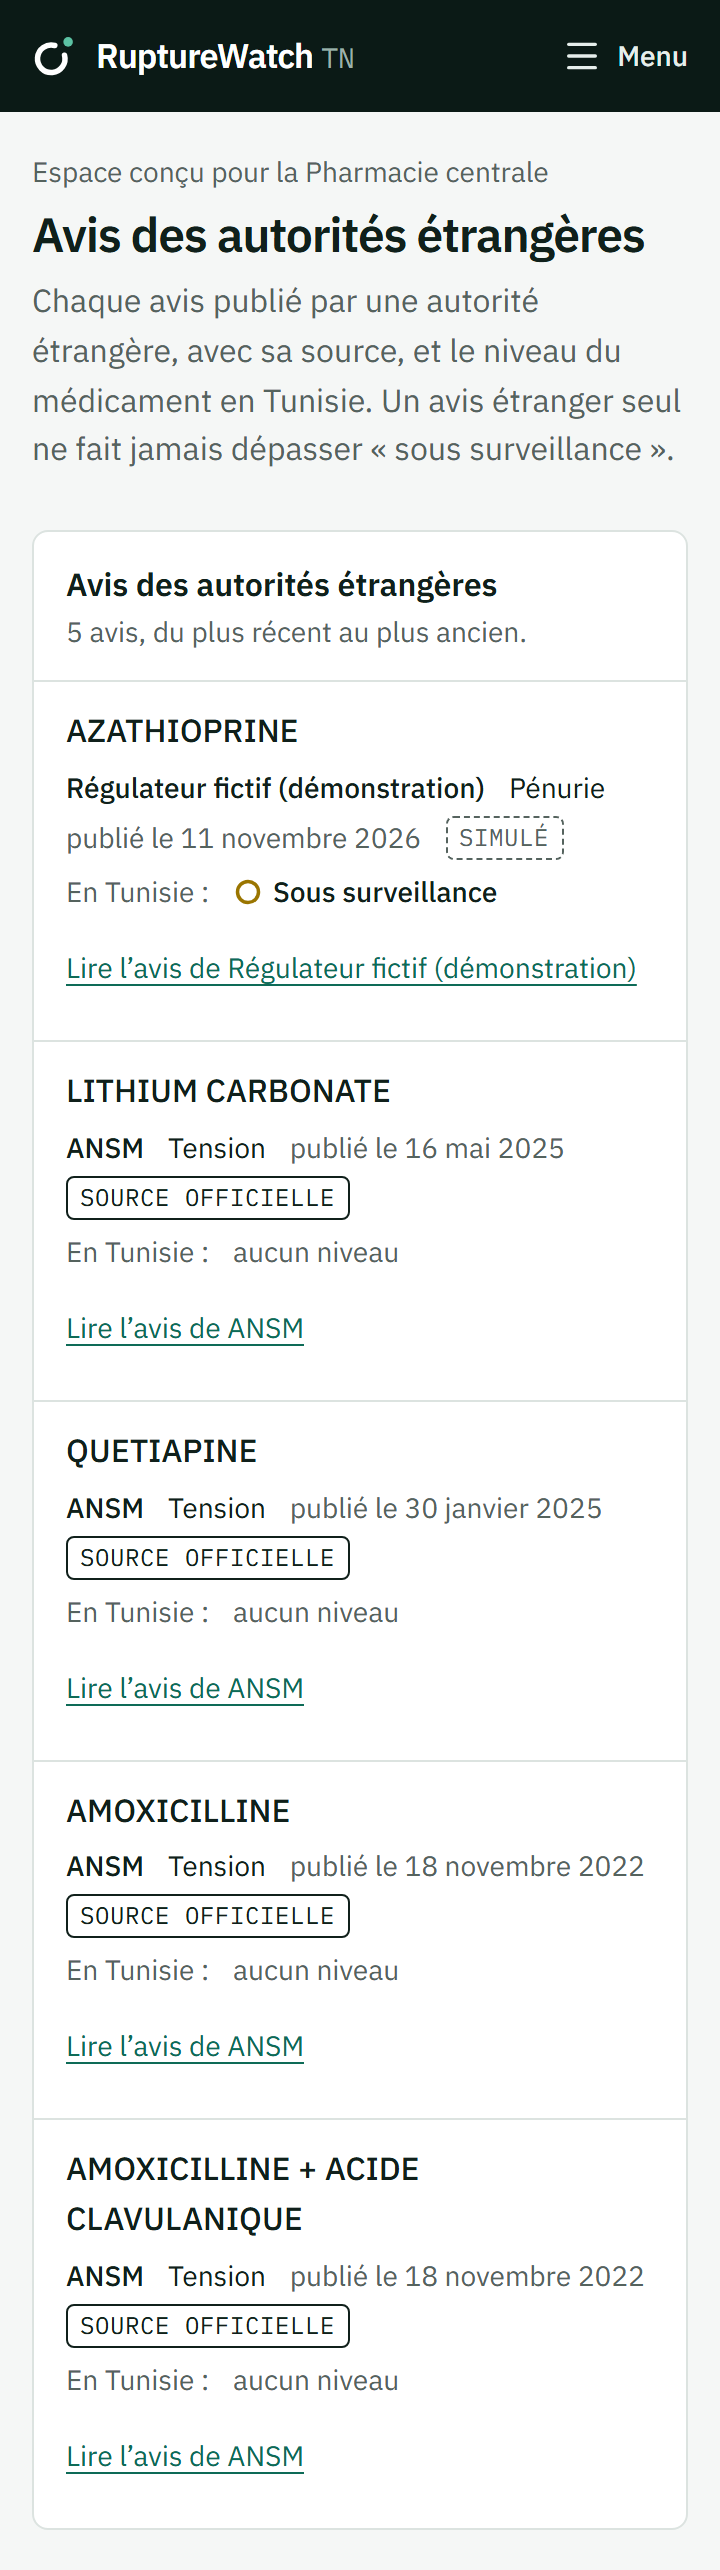 RuptureWatch TN
Menu
Espace conçu pour la Pharmacie centrale
Avis des autorités étrangères
Chaque avis publié par une autorité
étrangère, avec sa source, et le niveau du
médicament en Tunisie. Un avis étranger seul
ne fait jamais dépasser « sous surveillance ».
Avis des autorités étrangères
5 avis, du plus récent au plus ancien.
AZATHIOPRINE
Régulateur fictif (démonstration) Pénurie
publié le 11 novembre 2026 SIMULÉ
En Tunisie : Sous surveillance
Lire l’avis de Régulateur fictif (démonstration)
LITHIUM CARBONATE
ANSM Tension publié le 16 mai 2025
SOURCE OFFICIELLE
En Tunisie : aucun niveau
Lire l’avis de ANSM
QUETIAPINE
ANSM Tension publié le 30 janvier 2025
SOURCE OFFICIELLE
En Tunisie : aucun niveau
Lire l’avis de ANSM
AMOXICILLINE
ANSM Tension publié le 18 novembre 2022
SOURCE OFFICIELLE
En Tunisie : aucun niveau
Lire l’avis de ANSM
AMOXICILLINE + ACIDE
CLAVULANIQUE
ANSM Tension publié le 18 novembre 2022
SOURCE OFFICIELLE
En Tunisie : aucun niveau
Lire l’avis de ANSM